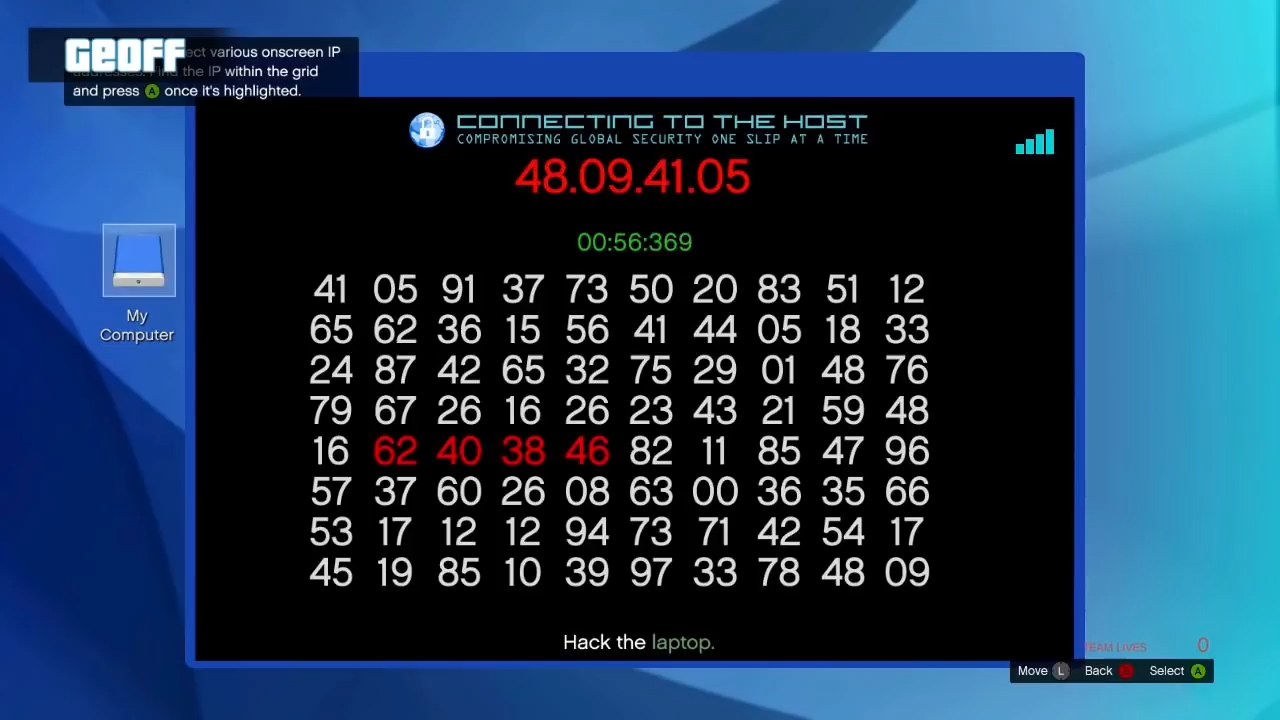 GEOFF
ect various onscreen IP
addresses. Find the IP within the grid
and press A once it's highlighted.
CONNECTING TO THE HOST
COMPROMISING GLOBAL SECURITY ONE SLIP AT A TIME
48.09.41.05
00:56:369
41 05 91 37 73 50 20 83 51 12
65 62 36 15 56 41 44 05 18 33
24 87 42 65 32 75 29 01 48 76
79 67 26 16 26 23 43 21 59 48
16 62 40 38 46 82 11 85 47 96
57 37 60 26 08 63 00 36 35 66
53 17 12 12 94 73 71 42 54 17
45 19 85 10 39 97 33 78 48 09
My
Computer
Hack the laptop.
TEAM LIVES 0
Move L Back Select A